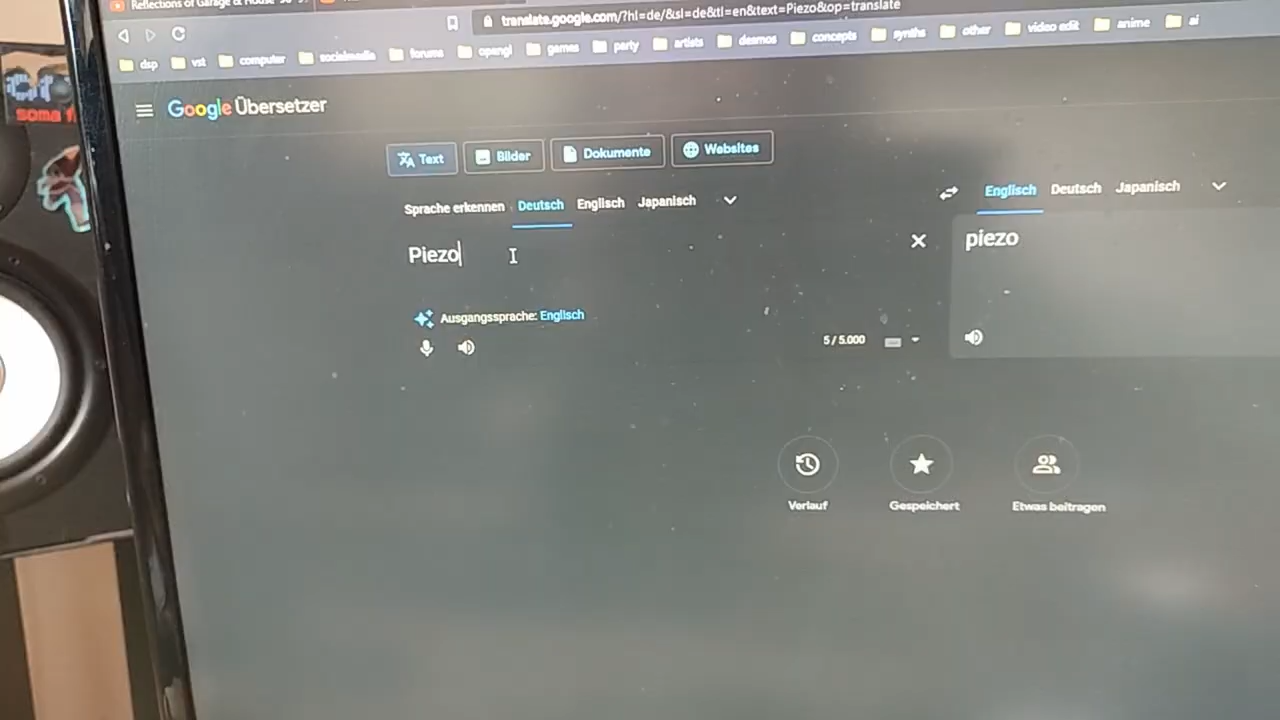 Reflections of Garage & House
translate.google.com/?hl=de/&sl=de&tl=en&text=Piezo&op=translate
dsp vst computer socialmedia forums opengl games party artists desmos concepts synths other video edit anime ai
soma
Google Übersetzer
Text Bilder Dokumente Websites
Sprache erkennen Deutsch Englisch Japanisch
Englisch Deutsch Japanisch
Piezo
piezo
Ausgangssprache: Englisch
5 / 5.000
Verlauf Gespeichert Etwas beitragen